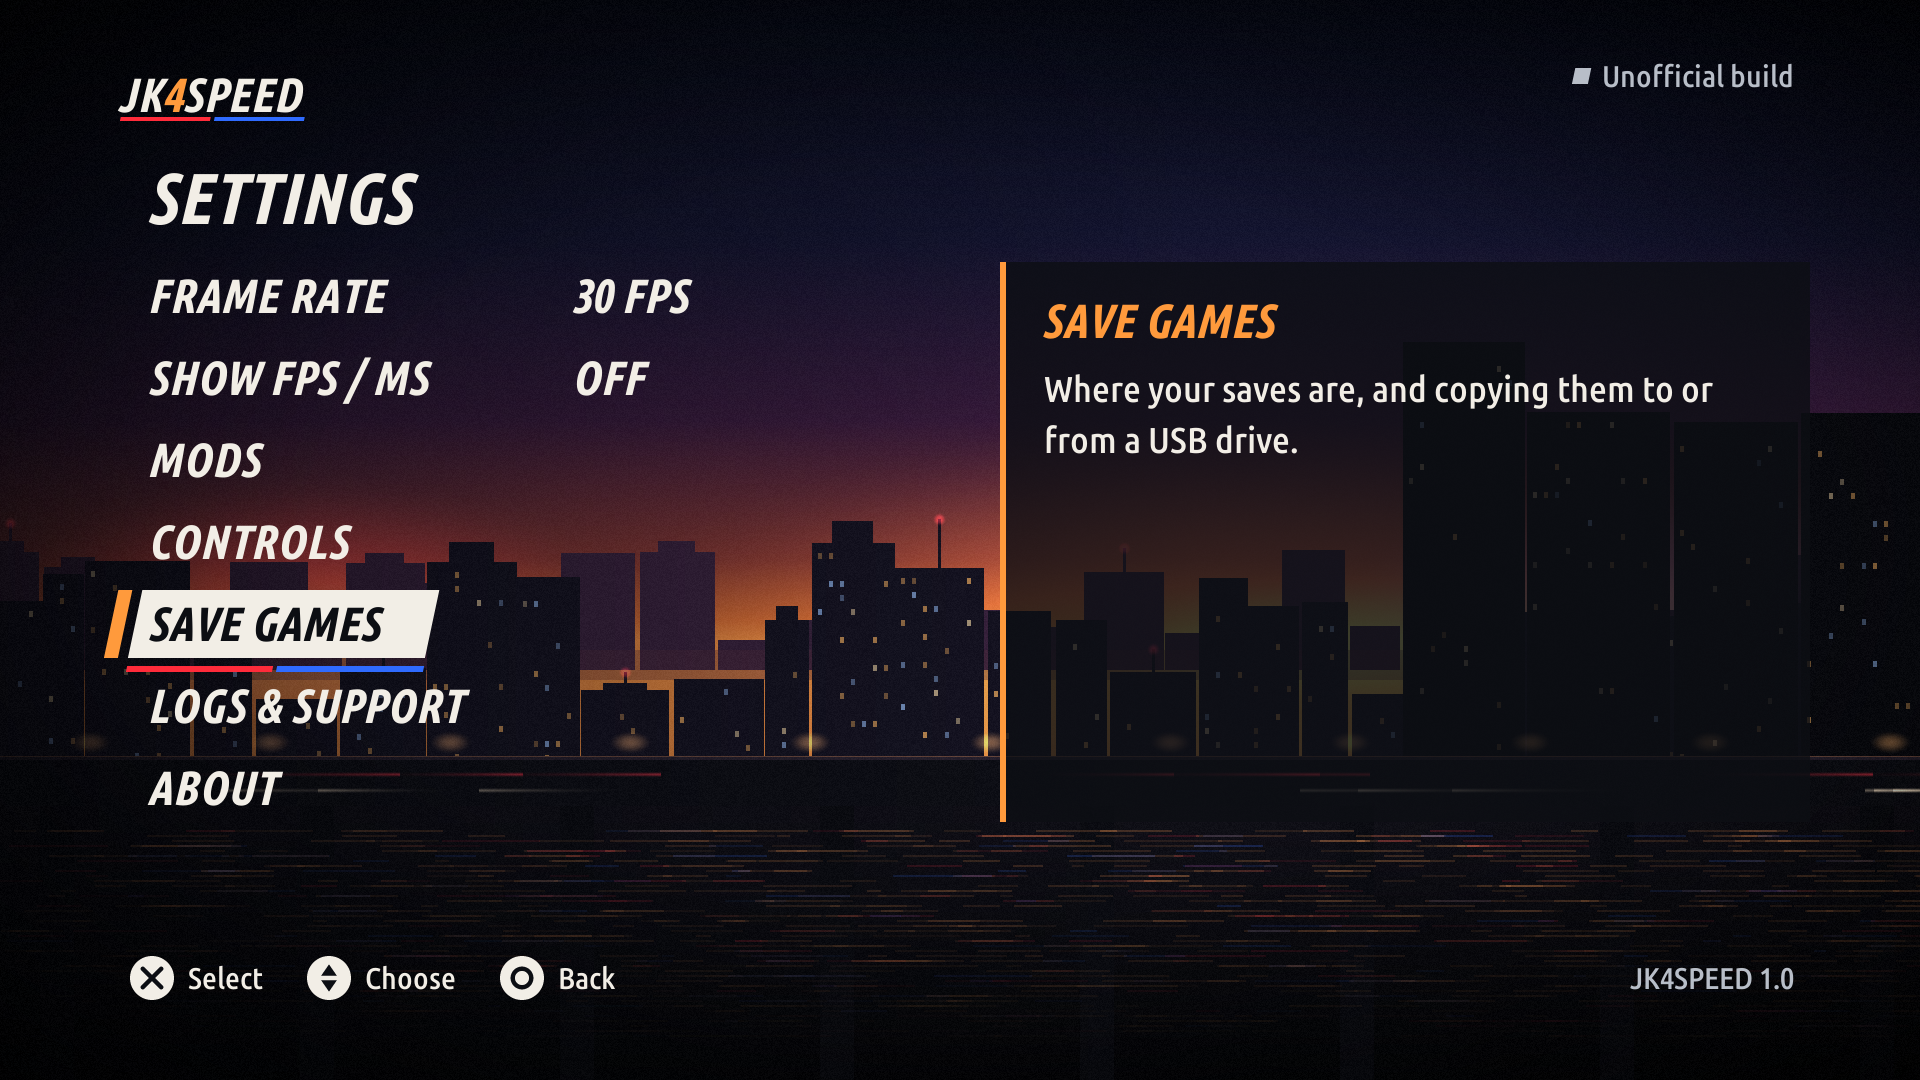 JK4SPEED
Unofficial build
SETTINGS
FRAME RATE 30 FPS
SHOW FPS / MS OFF
MODS
CONTROLS
SAVE GAMES
LOGS & SUPPORT
ABOUT
SAVE GAMES
Where your saves are, and copying them to or
from a USB drive.
Select Choose Back
JK4SPEED 1.0